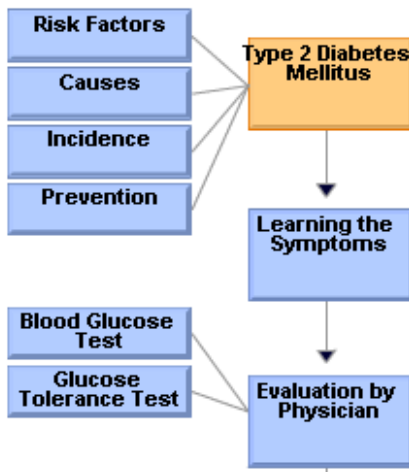 Risk Factors
Causes
Incidence
Prevention
Type 2 Diabetes
Mellitus
Learning the
Symptoms
Blood Glucose
Test
Glucose
Tolerance Test
Evaluation by
Physician